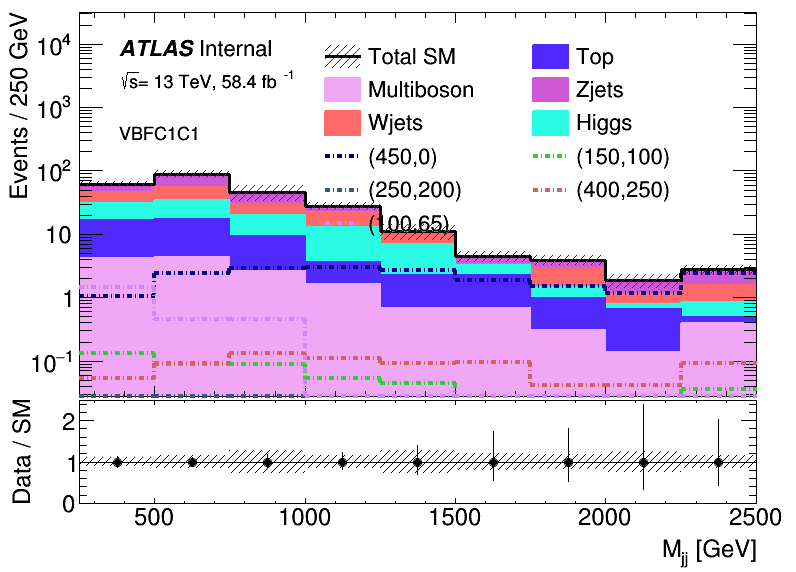 Events / 250 GeV
10⁴
10³
10²
10
1
10⁻¹
ATLAS Internal
√s= 13 TeV, 58.4 fb⁻¹
VBFC1C1
Total SM Top
Multiboson Zjets
Wjets Higgs
(450,0) (150,100)
(250,200) (400,250)
(100,65)
Data / SM
2
1
0
500 1000 1500 2000 2500
M_jj [GeV]